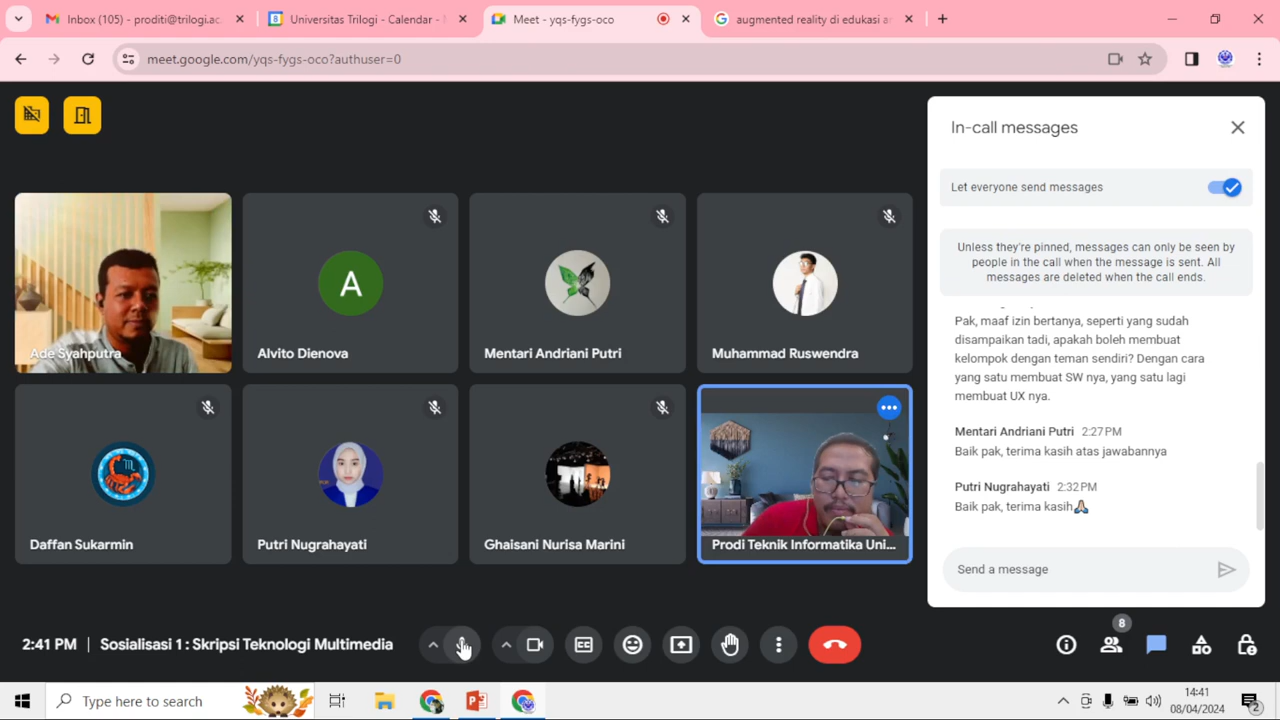 Inbox (105) - proditi@trilogi.ac.
Universitas Trilogi - Calendar -
Meet - yqs-fygs-oco
augmented reality di edukasi a
meet.google.com/yqs-fygs-oco?authuser=0
In-call messages
Let everyone send messages
Unless they're pinned, messages can only be seen by
people in the call when the message is sent. All
messages are deleted when the call ends.
Pak, maaf izin bertanya, seperti yang sudah
disampaikan tadi, apakah boleh membuat
kelompok dengan teman sendiri? Dengan cara
yang satu membuat SW nya, yang satu lagi
membuat UX nya.
Mentari Andriani Putri 2:27 PM
Baik pak, terima kasih atas jawabannya
Putri Nugrahayati 2:32 PM
Baik pak, terima kasih🙏🏼
Send a message
Ade Syahputra
A
Alvito Dienova
Mentari Andriani Putri
Muhammad Ruswendra
Daffan Sukarmin
Putri Nugrahayati
Ghaisani Nurisa Marini
Prodi Teknik Informatika Uni...
2:41 PM | Sosialisasi 1 : Skripsi Teknologi Multimedia
8
Type here to search
14:41
08/04/2024
2